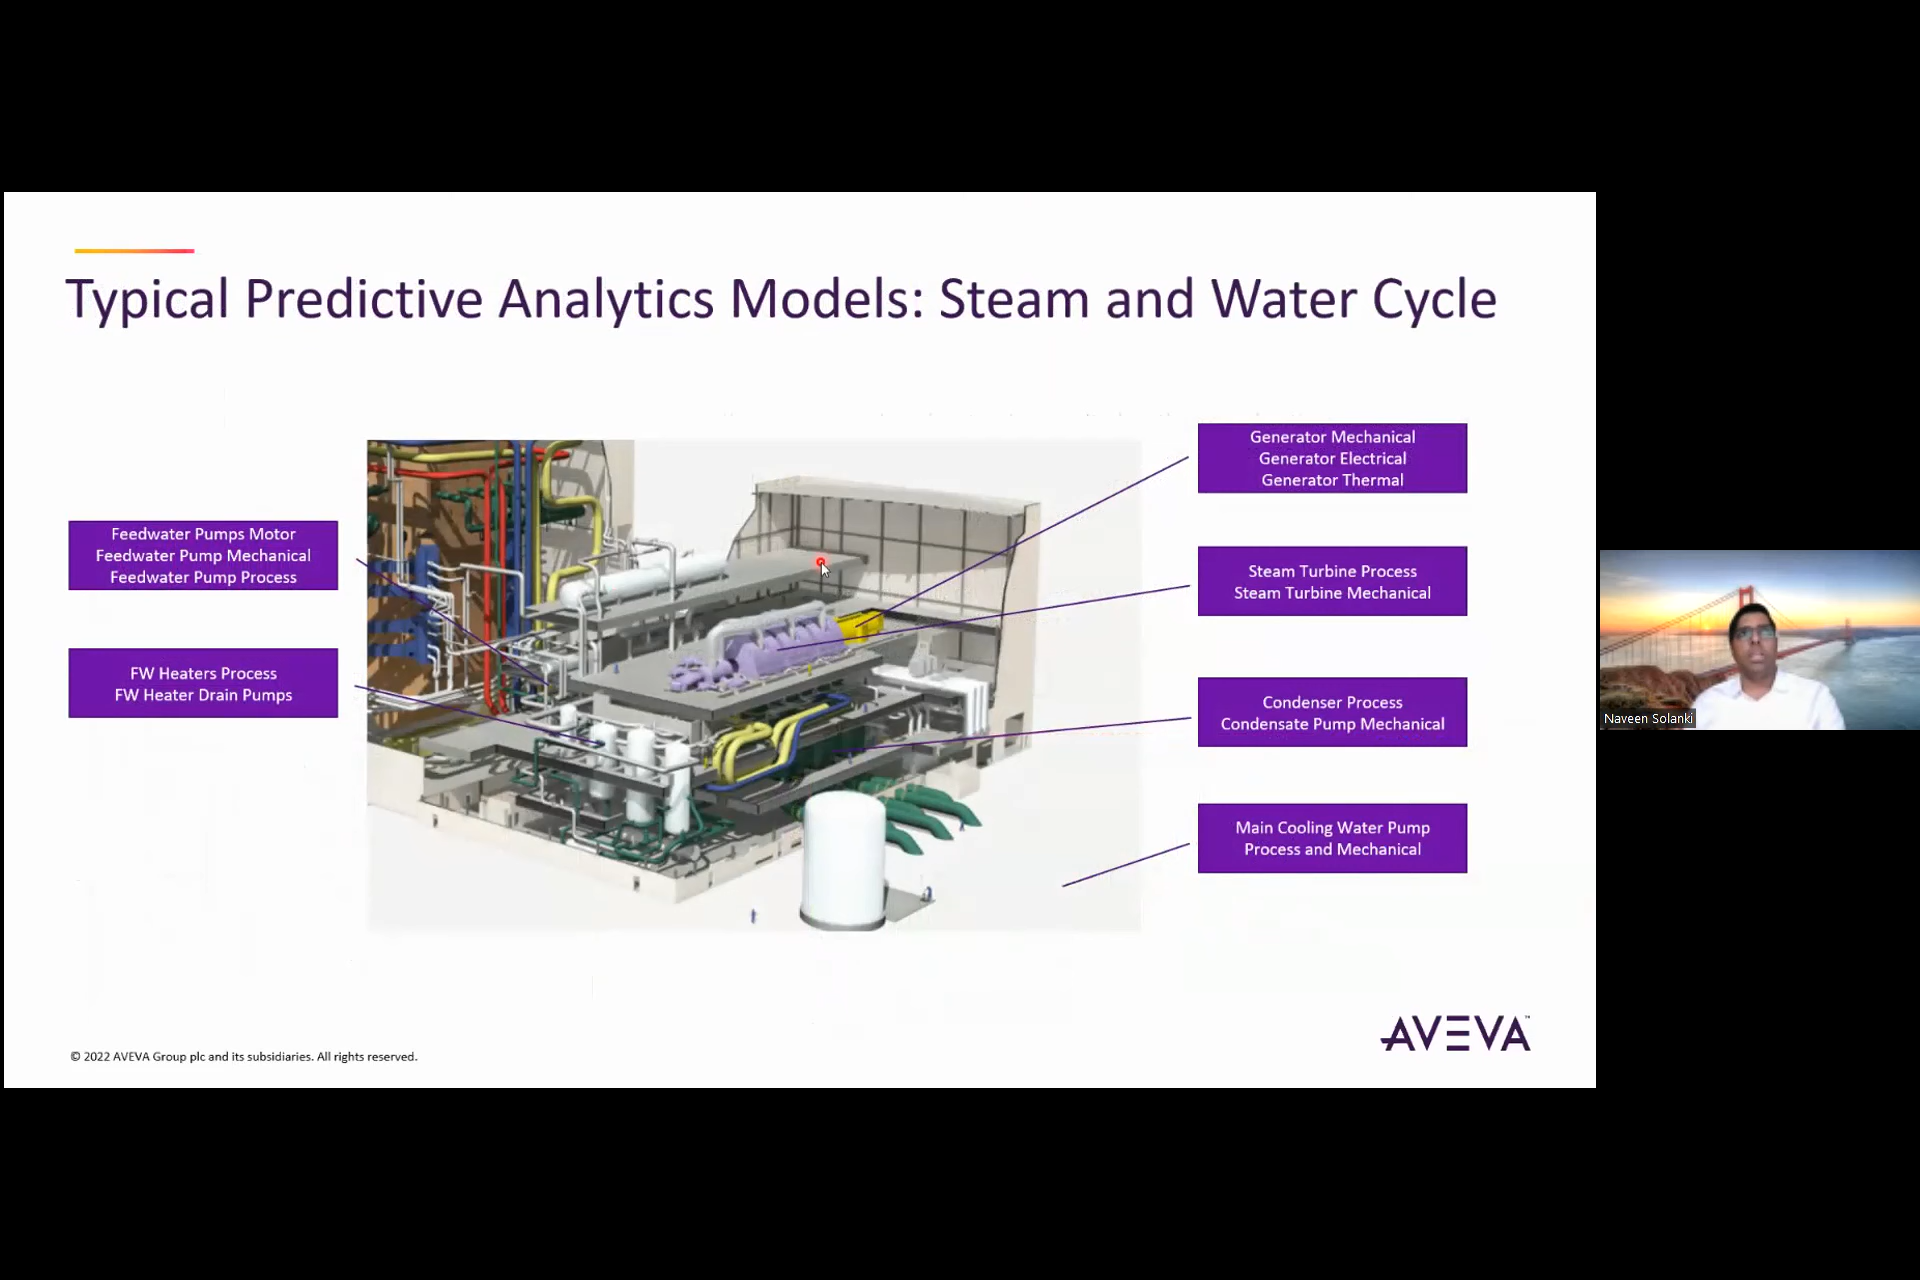 Typical Predictive Analytics Models: Steam and Water Cycle
Feedwater Pumps Motor
Feedwater Pump Mechanical
Feedwater Pump Process
FW Heaters Process
FW Heater Drain Pumps
Generator Mechanical
Generator Electrical
Generator Thermal
Steam Turbine Process
Steam Turbine Mechanical
Condenser Process
Condensate Pump Mechanical
Main Cooling Water Pump
Process and Mechanical
© 2022 AVEVA Group plc and its subsidiaries. All rights reserved.
AVEVA™
Naveen Solanki